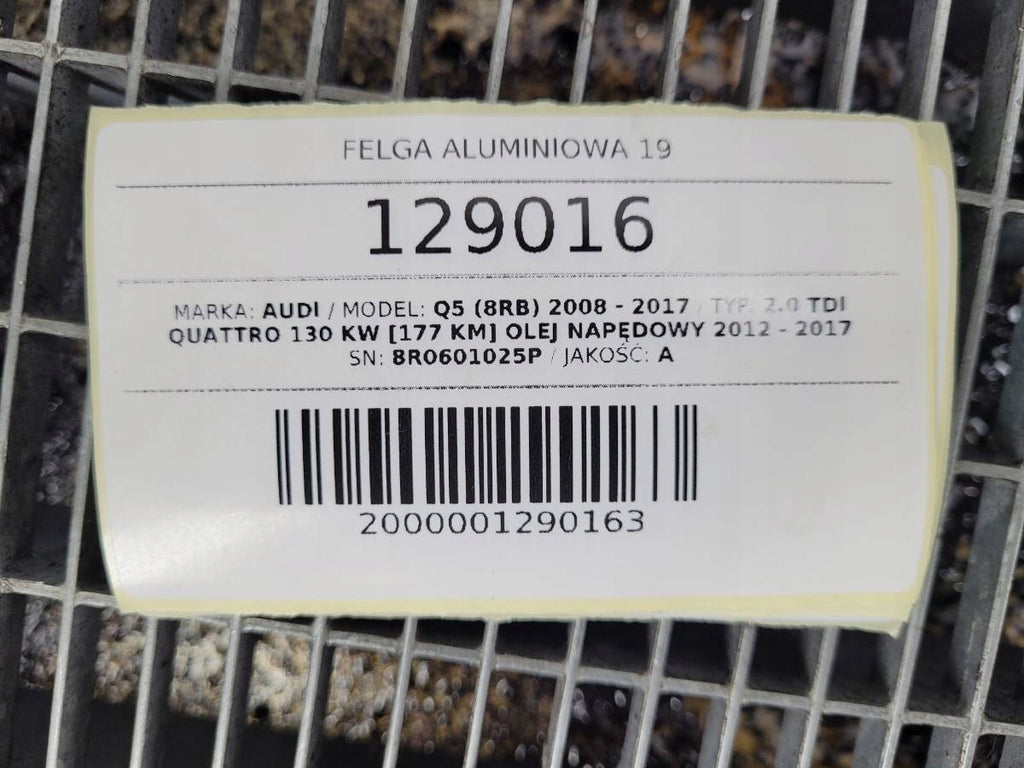 FELGA ALUMINIOWA 19
129016
MARKA: AUDI / MODEL: Q5 (8RB) 2008 - 2017 / TYP: 2.0 TDI
QUATTRO 130 KW [177 KM] OLEJ NAPĘDOWY 2012 - 2017
SN: 8R0601025P / JAKOŚĆ: A
2000001290163